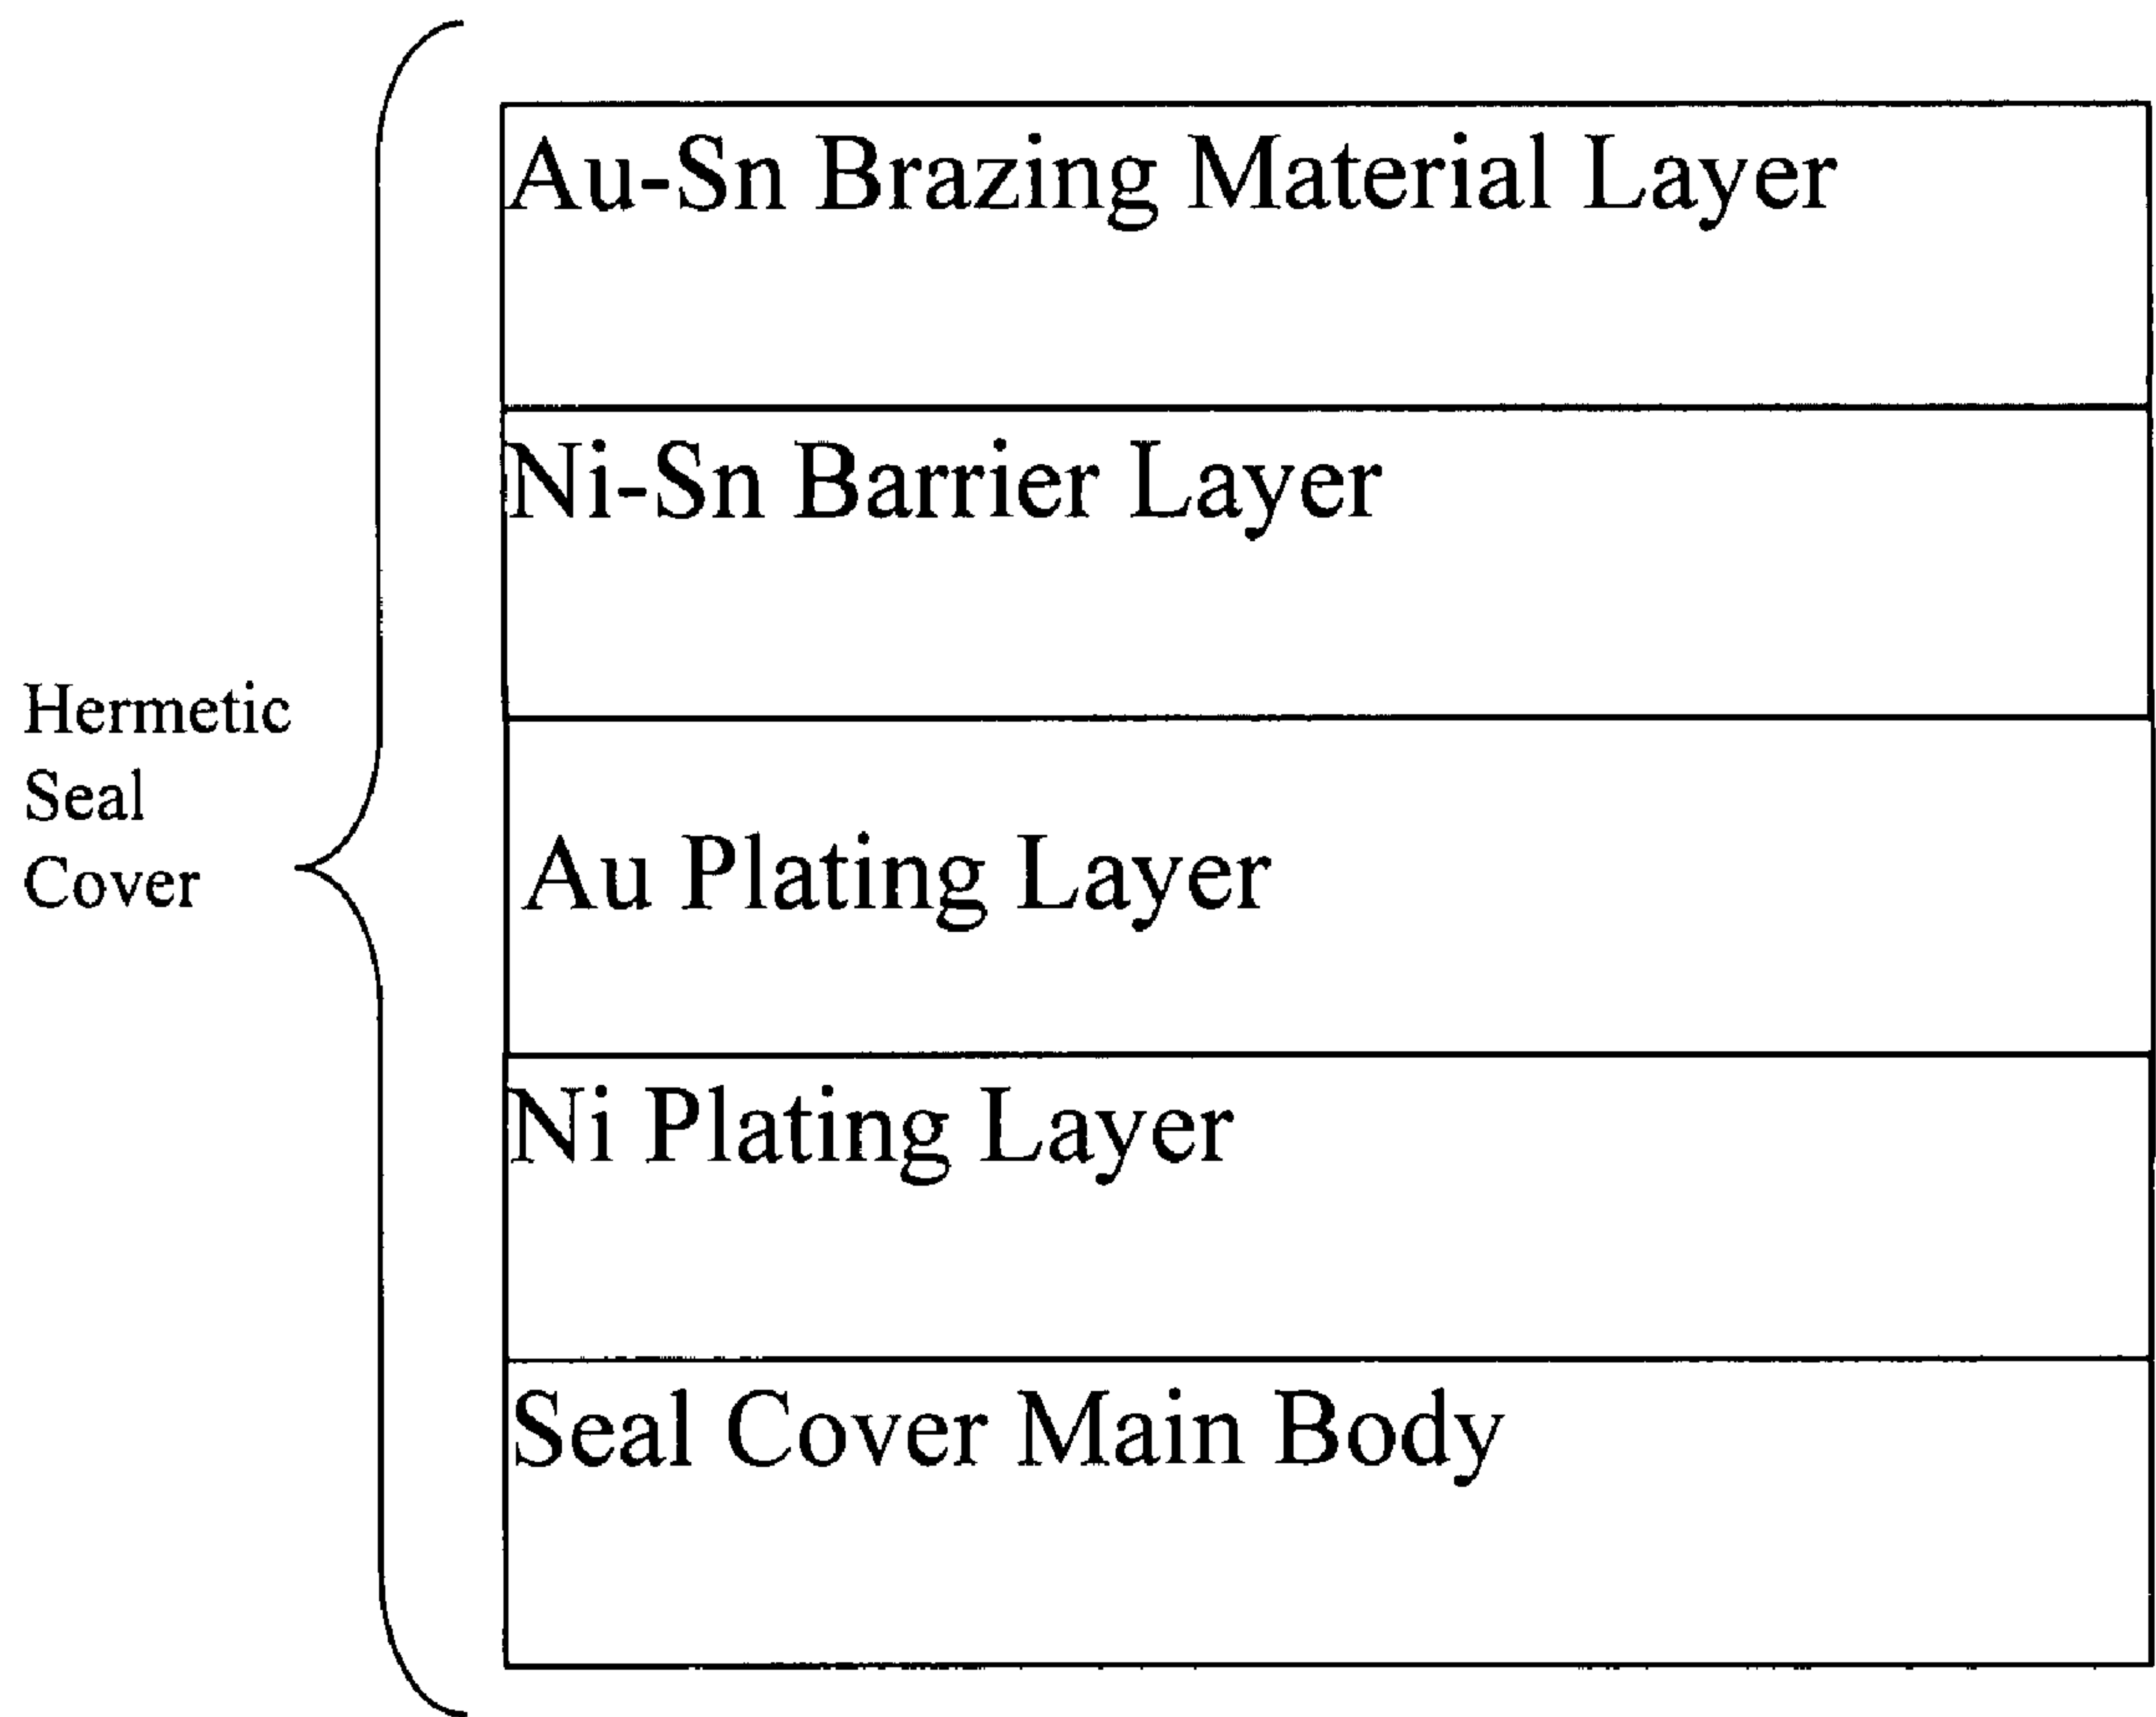 Au-Sn Brazing Material Layer
Ni-Sn Barrier Layer
Hermetic
Seal
Cover
Au Plating Layer
Ni Plating Layer
Seal Cover Main Body